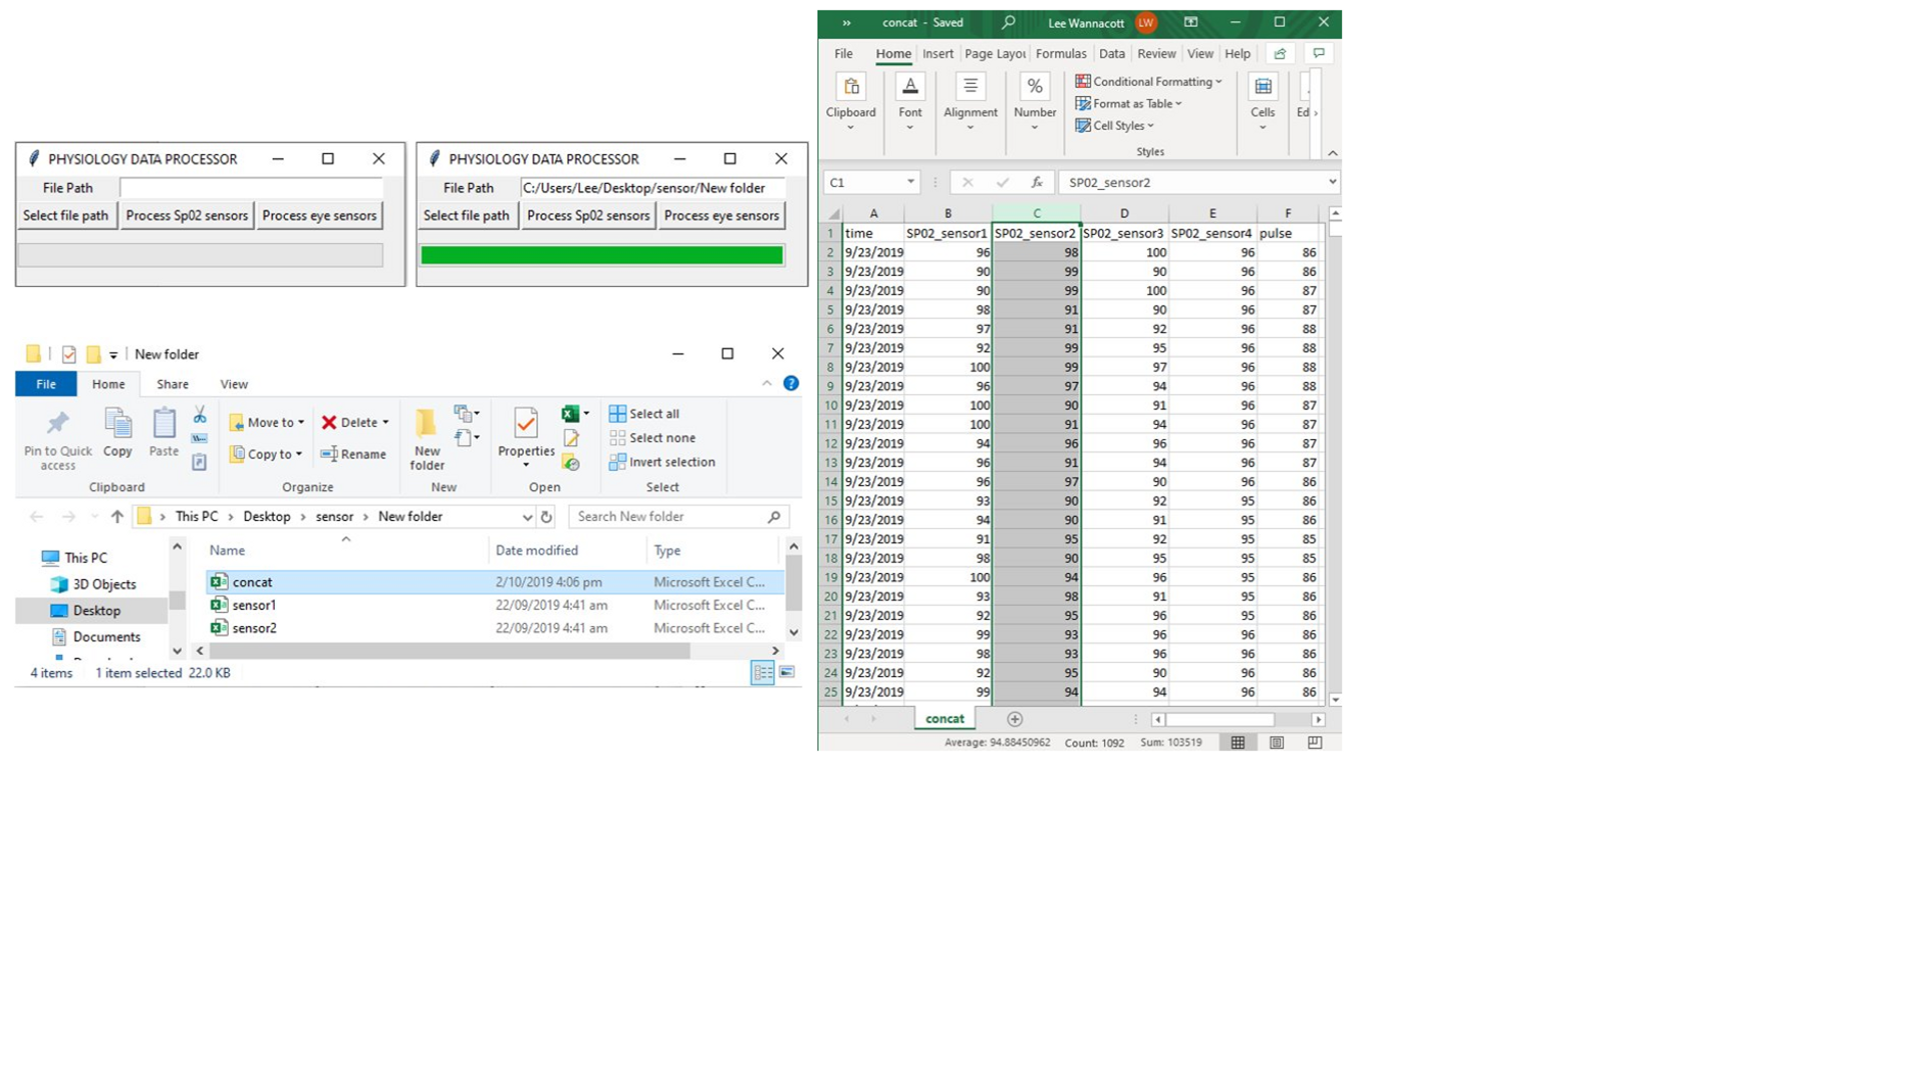 PHYSIOLOGY DATA PROCESSOR
File Path
Select file path Process Sp02 sensors Process eye sensors
PHYSIOLOGY DATA PROCESSOR
File Path C:/Users/Lee/Desktop/sensor/New folder
Select file path Process Sp02 sensors Process eye sensors
New folder
File Home Share View
Pin to Quick access
Copy
Paste
Clipboard
Move to
Copy to
Delete
Rename
Organize
New folder
New
Properties
Open
Select all
Select none
Invert selection
Select
This PC > Desktop > sensor > New folder
Search New folder
This PC
3D Objects
Desktop
Documents
Name Date modified Type
concat 2/10/2019 4:06 pm Microsoft Excel C...
sensor1 22/09/2019 4:41 am Microsoft Excel C...
sensor2 22/09/2019 4:41 am Microsoft Excel C...
4 items 1 item selected 22.0 KB
concat - Saved Lee Wannacott LW
File Home Insert Page Layou Formulas Data Review View Help
Clipboard Font Alignment Number
Conditional Formatting
Format as Table
Cell Styles
Styles
Cells
Ed
C1 fx SP02_sensor2
A B C D E F
1 time SP02_sensor1 SP02_sensor2 SP02_sensor3 SP02_sensor4 pulse
2 9/23/2019 96 98 100 96 86
3 9/23/2019 90 99 90 96 86
4 9/23/2019 90 99 100 96 87
5 9/23/2019 98 91 90 96 87
6 9/23/2019 97 91 92 96 88
7 9/23/2019 92 99 95 96 88
8 9/23/2019 100 99 97 96 88
9 9/23/2019 96 97 94 96 88
10 9/23/2019 100 90 91 96 87
11 9/23/2019 100 91 94 96 87
12 9/23/2019 94 96 96 96 87
13 9/23/2019 96 91 94 96 87
14 9/23/2019 96 97 90 96 86
15 9/23/2019 93 90 92 95 86
16 9/23/2019 94 90 91 95 86
17 9/23/2019 91 95 92 95 85
18 9/23/2019 98 90 95 95 85
19 9/23/2019 100 94 96 95 86
20 9/23/2019 93 98 91 95 86
21 9/23/2019 92 95 96 95 86
22 9/23/2019 99 93 96 96 86
23 9/23/2019 98 93 96 96 86
24 9/23/2019 92 95 90 96 86
25 9/23/2019 99 94 94 96 86
concat
Average: 94.88450962 Count: 1092 Sum: 103519